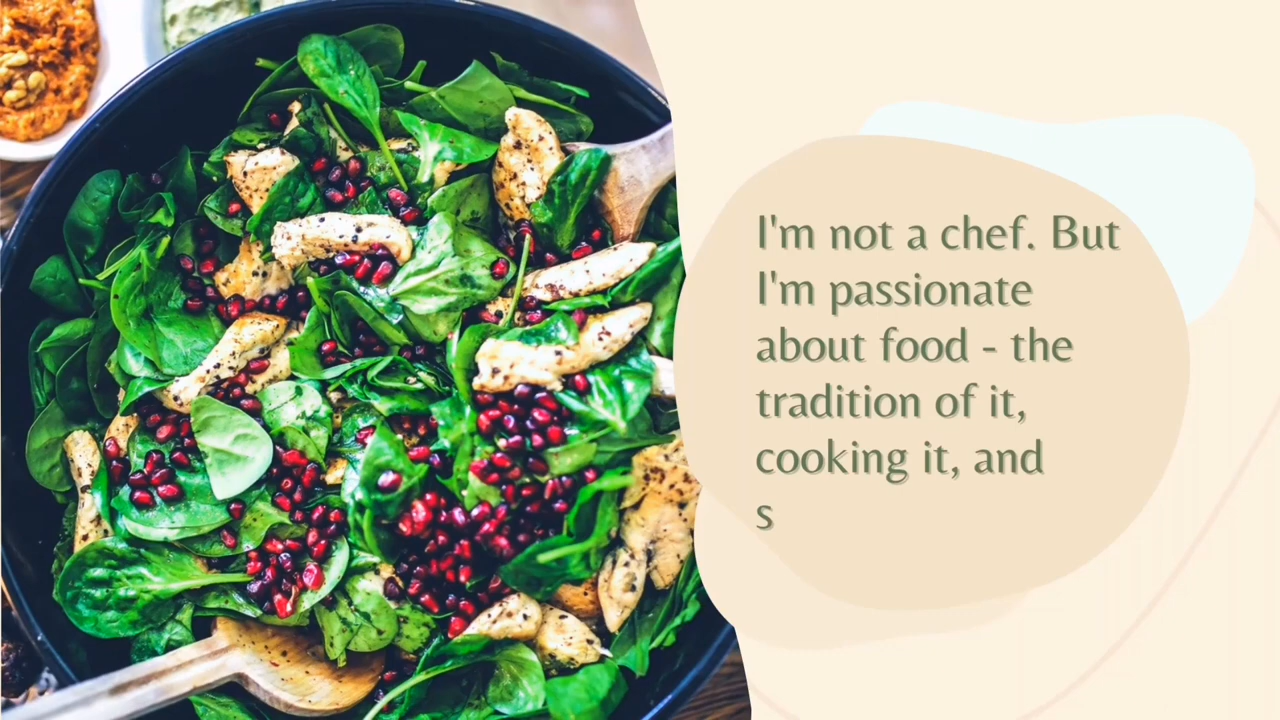 I'm not a chef. But
I'm passionate
about food - the
tradition of it,
cooking it, and
s